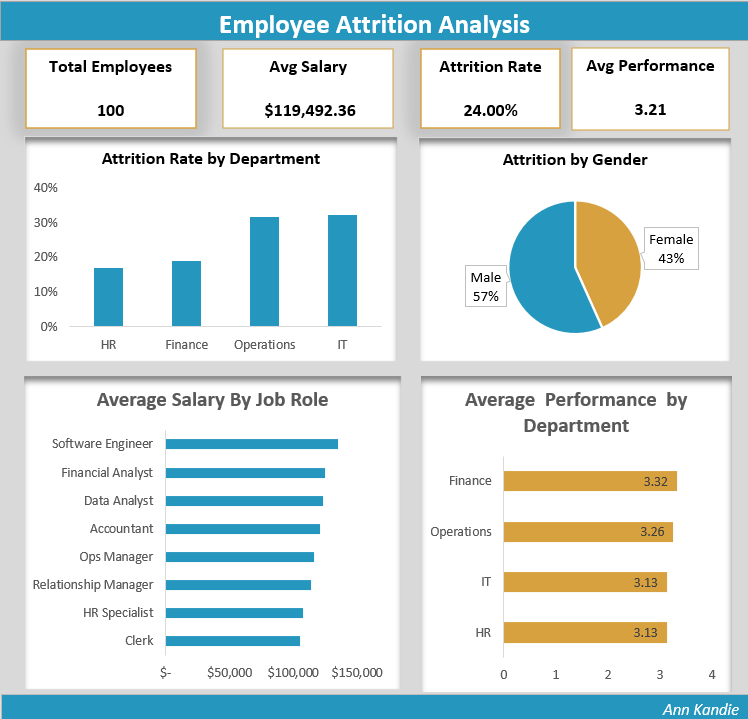 Employee Attrition Analysis
Total Employees
100
Avg Salary
$119,492.36
Attrition Rate
24.00%
Avg Performance
3.21
Attrition Rate by Department
40%
30%
20%
10%
0%
HR Finance Operations IT
Attrition by Gender
Female
43%
Male
57%
Average Salary By Job Role
Software Engineer
Financial Analyst
Data Analyst
Accountant
Ops Manager
Relationship Manager
HR Specialist
Clerk
$- $50,000 $100,000 $150,000
Average Performance by
Department
Finance 3.32
Operations 3.26
IT 3.13
HR 3.13
0 1 2 3 4
Ann Kandie